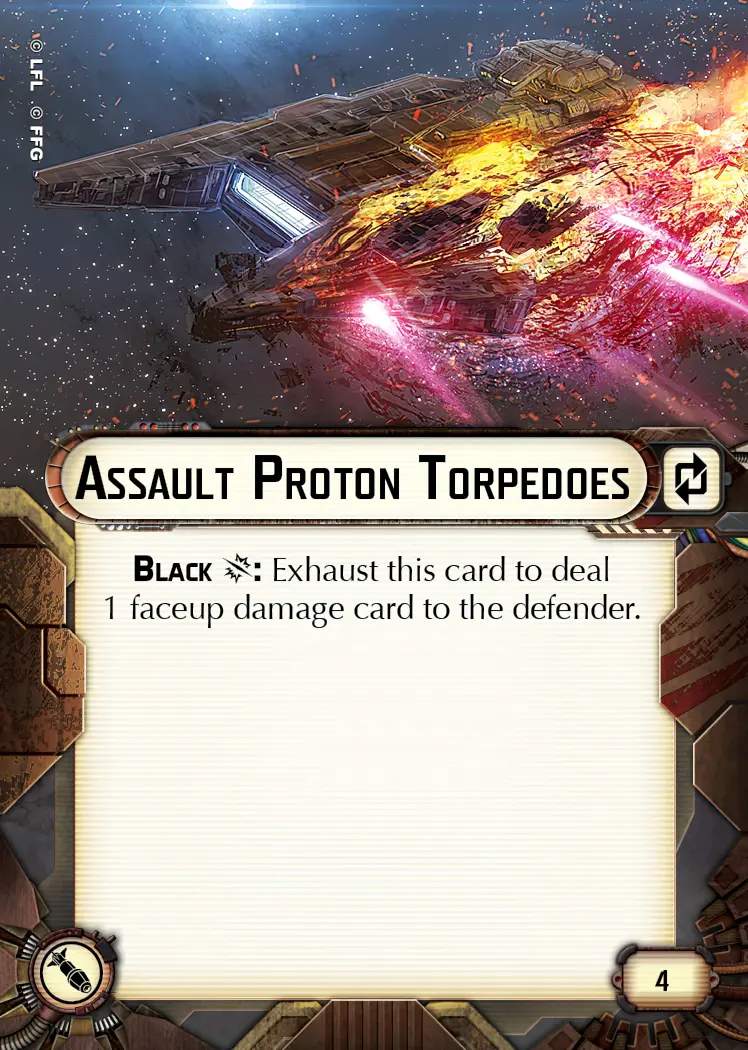 © LFL © FFG
Assault Proton Torpedoes
Black : Exhaust this card to deal
1 faceup damage card to the defender.
4